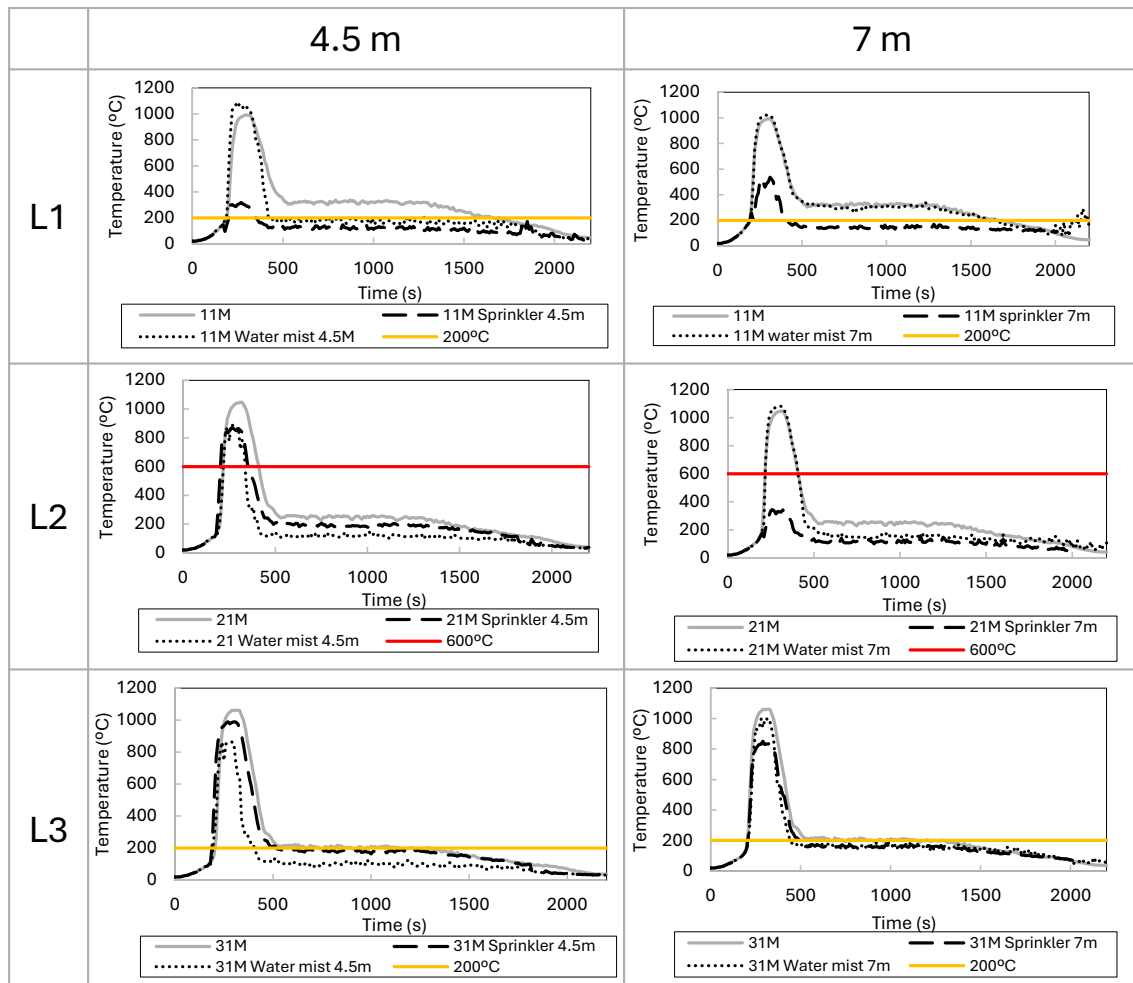 4.5 m
7 m
L1
Temperature (ºC)
1200
1000
800
600
400
200
0
0 500 1000 1500 2000
Time (s)
11M
11M Sprinkler 4.5m
11M Water mist 4.5M
200ºC
Temperature (ºC)
1200
1000
800
600
400
200
0
0 500 1000 1500 2000
Time (s)
11M
11M sprinkler 7m
11M water mist 7m
200ºC
L2
Temperature (ºC)
1200
1000
800
600
400
200
0
0 500 1000 1500 2000
Time (s)
21M
21M Sprinkler 4.5m
21 Water mist 4.5m
600ºC
Temperature (ºC)
1200
1000
800
600
400
200
0
0 500 1000 1500 2000
Time (s)
21M
21M Sprinkler 7m
21M Water mist 7m
600ºC
L3
Temperature (ºC)
1200
1000
800
600
400
200
0
0 500 1000 1500 2000
Time (s)
31M
31M Sprinkler 4.5m
31M Water mist 4.5m
200ºC
Temperature (ºC)
1200
1000
800
600
400
200
0
0 500 1000 1500 2000
Time (s)
31M
31M Sprinkler 7m
31M Water mist 7m
200ºC